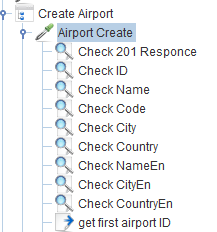 Create Airport
Airport Create
Check 201 Responce
Check ID
Check Name
Check Code
Check City
Check Country
Check NameEn
Check CityEn
Check CountryEn
get first airport ID